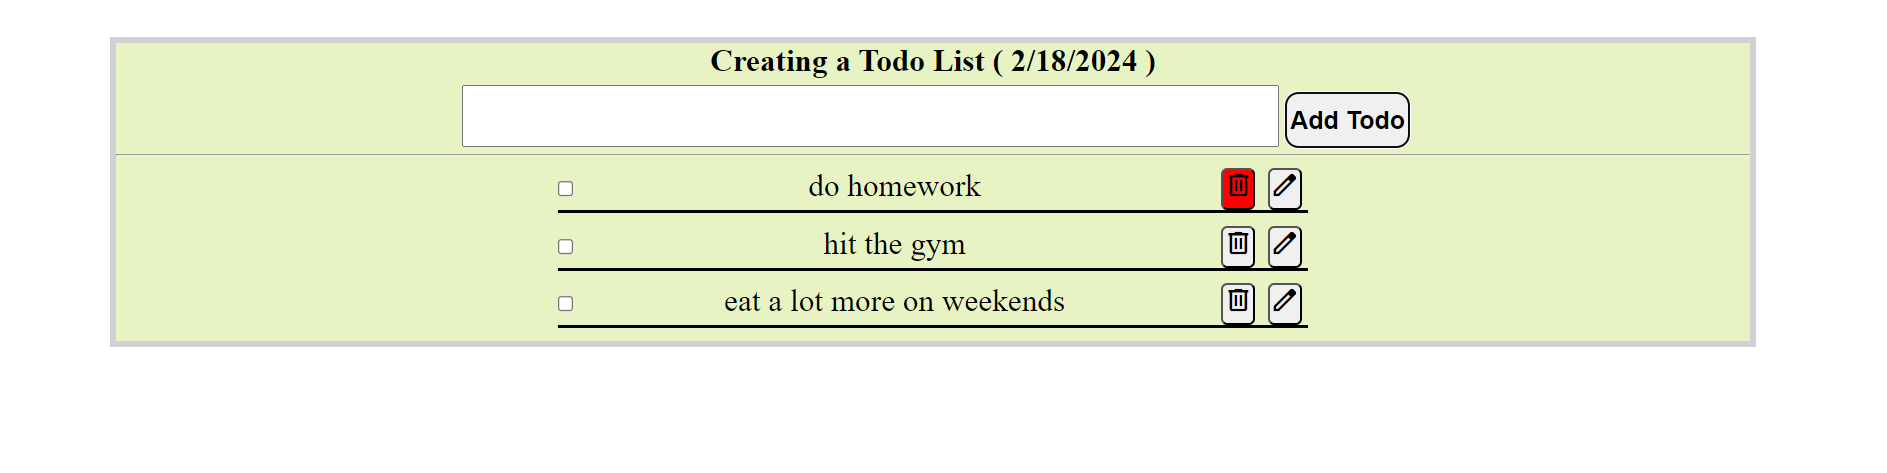 Creating a Todo List ( 2/18/2024 )
Add Todo
do homework
hit the gym
eat a lot more on weekends